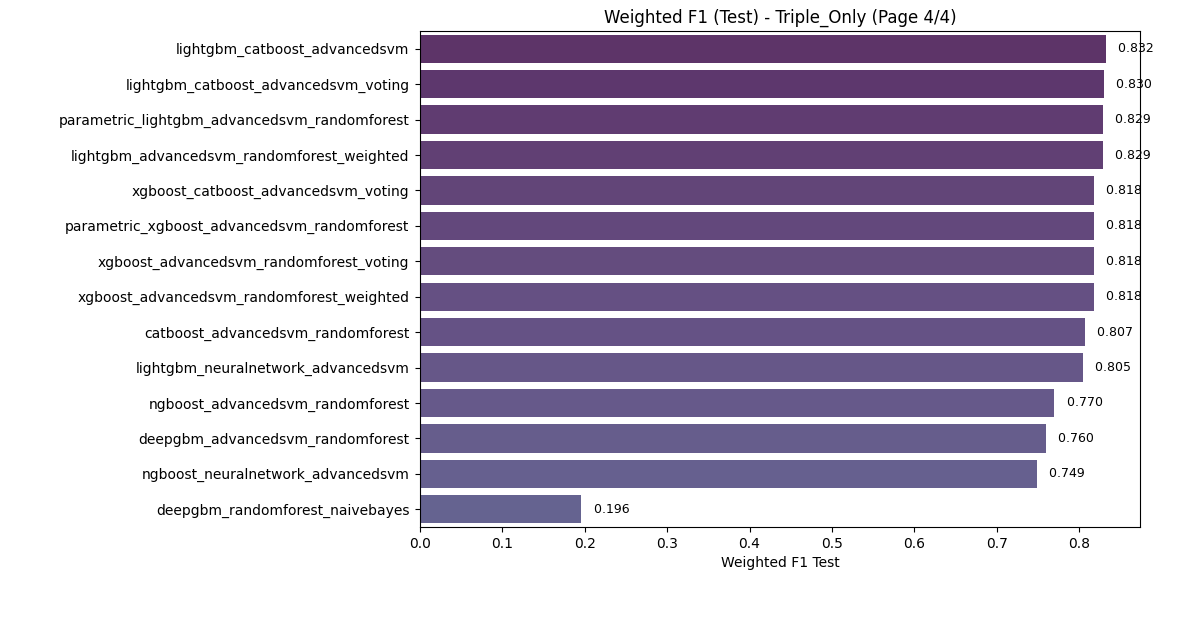 Weighted F1 (Test) - Triple_Only (Page 4/4)
lightgbm_catboost_advancedsvm 0.832
lightgbm_catboost_advancedsvm_voting 0.830
parametric_lightgbm_advancedsvm_randomforest 0.829
lightgbm_advancedsvm_randomforest_weighted 0.829
xgboost_catboost_advancedsvm_voting 0.818
parametric_xgboost_advancedsvm_randomforest 0.818
xgboost_advancedsvm_randomforest_voting 0.818
xgboost_advancedsvm_randomforest_weighted 0.818
catboost_advancedsvm_randomforest 0.807
lightgbm_neuralnetwork_advancedsvm 0.805
ngboost_advancedsvm_randomforest 0.770
deepgbm_advancedsvm_randomforest 0.760
ngboost_neuralnetwork_advancedsvm 0.749
deepgbm_randomforest_naivebayes 0.196
0.0 0.1 0.2 0.3 0.4 0.5 0.6 0.7 0.8
Weighted F1 Test